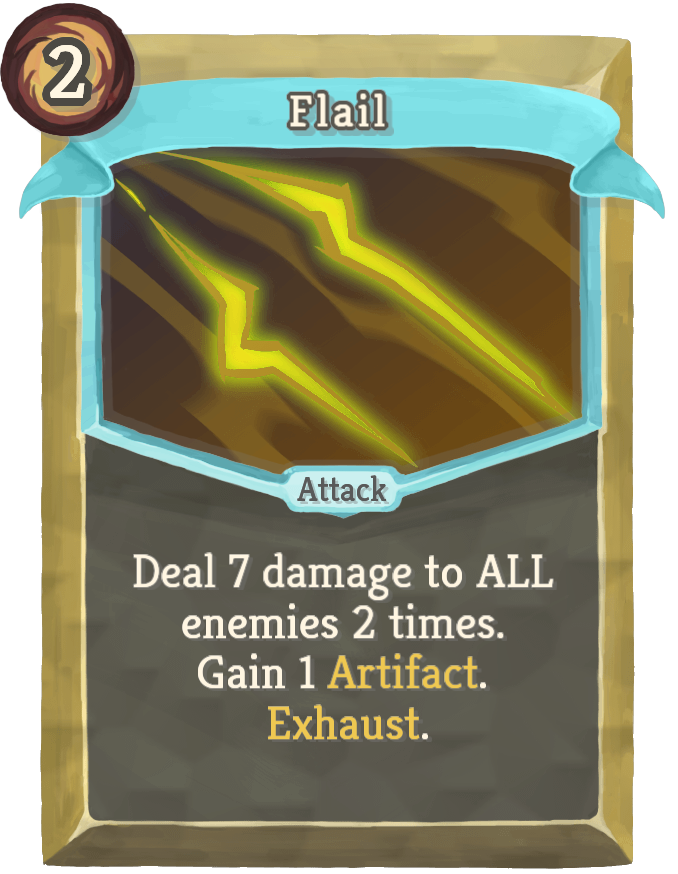 2
Flail
Attack
Deal 7 damage to ALL
enemies 2 times.
Gain 1 Artifact.
Exhaust.